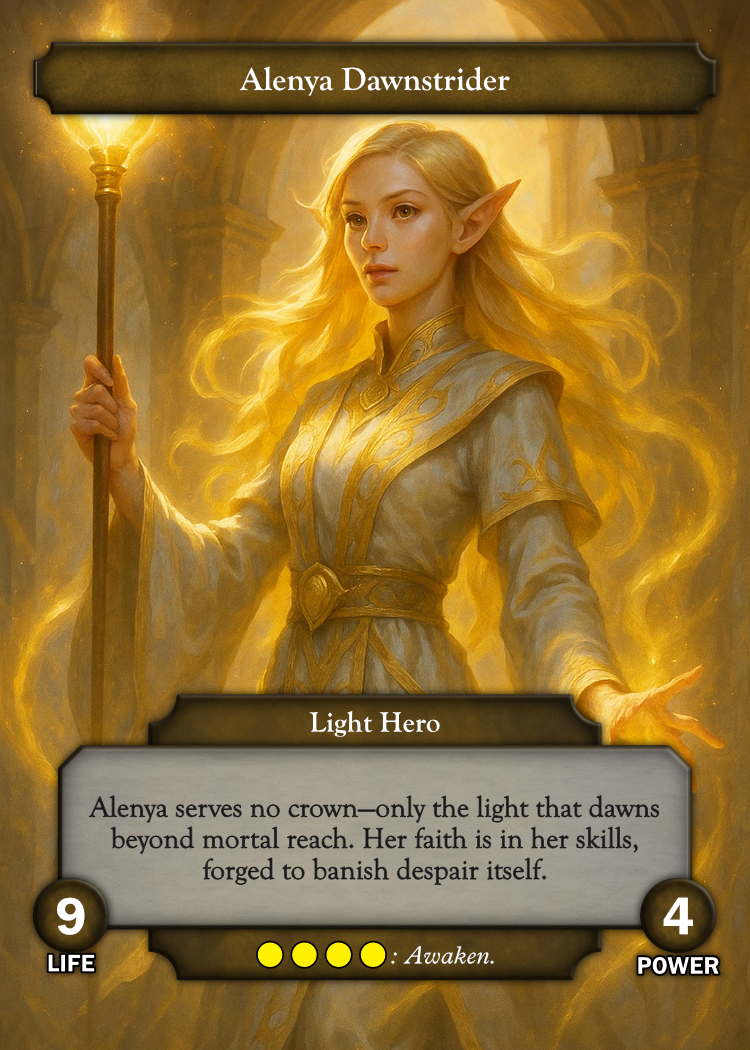 Alenya Dawnstrider
Light Hero
Alenya serves no crown—only the light that dawns
beyond mortal reach. Her faith is in her skills,
forged to banish despair itself.
9
LIFE
4
POWER
: Awaken.